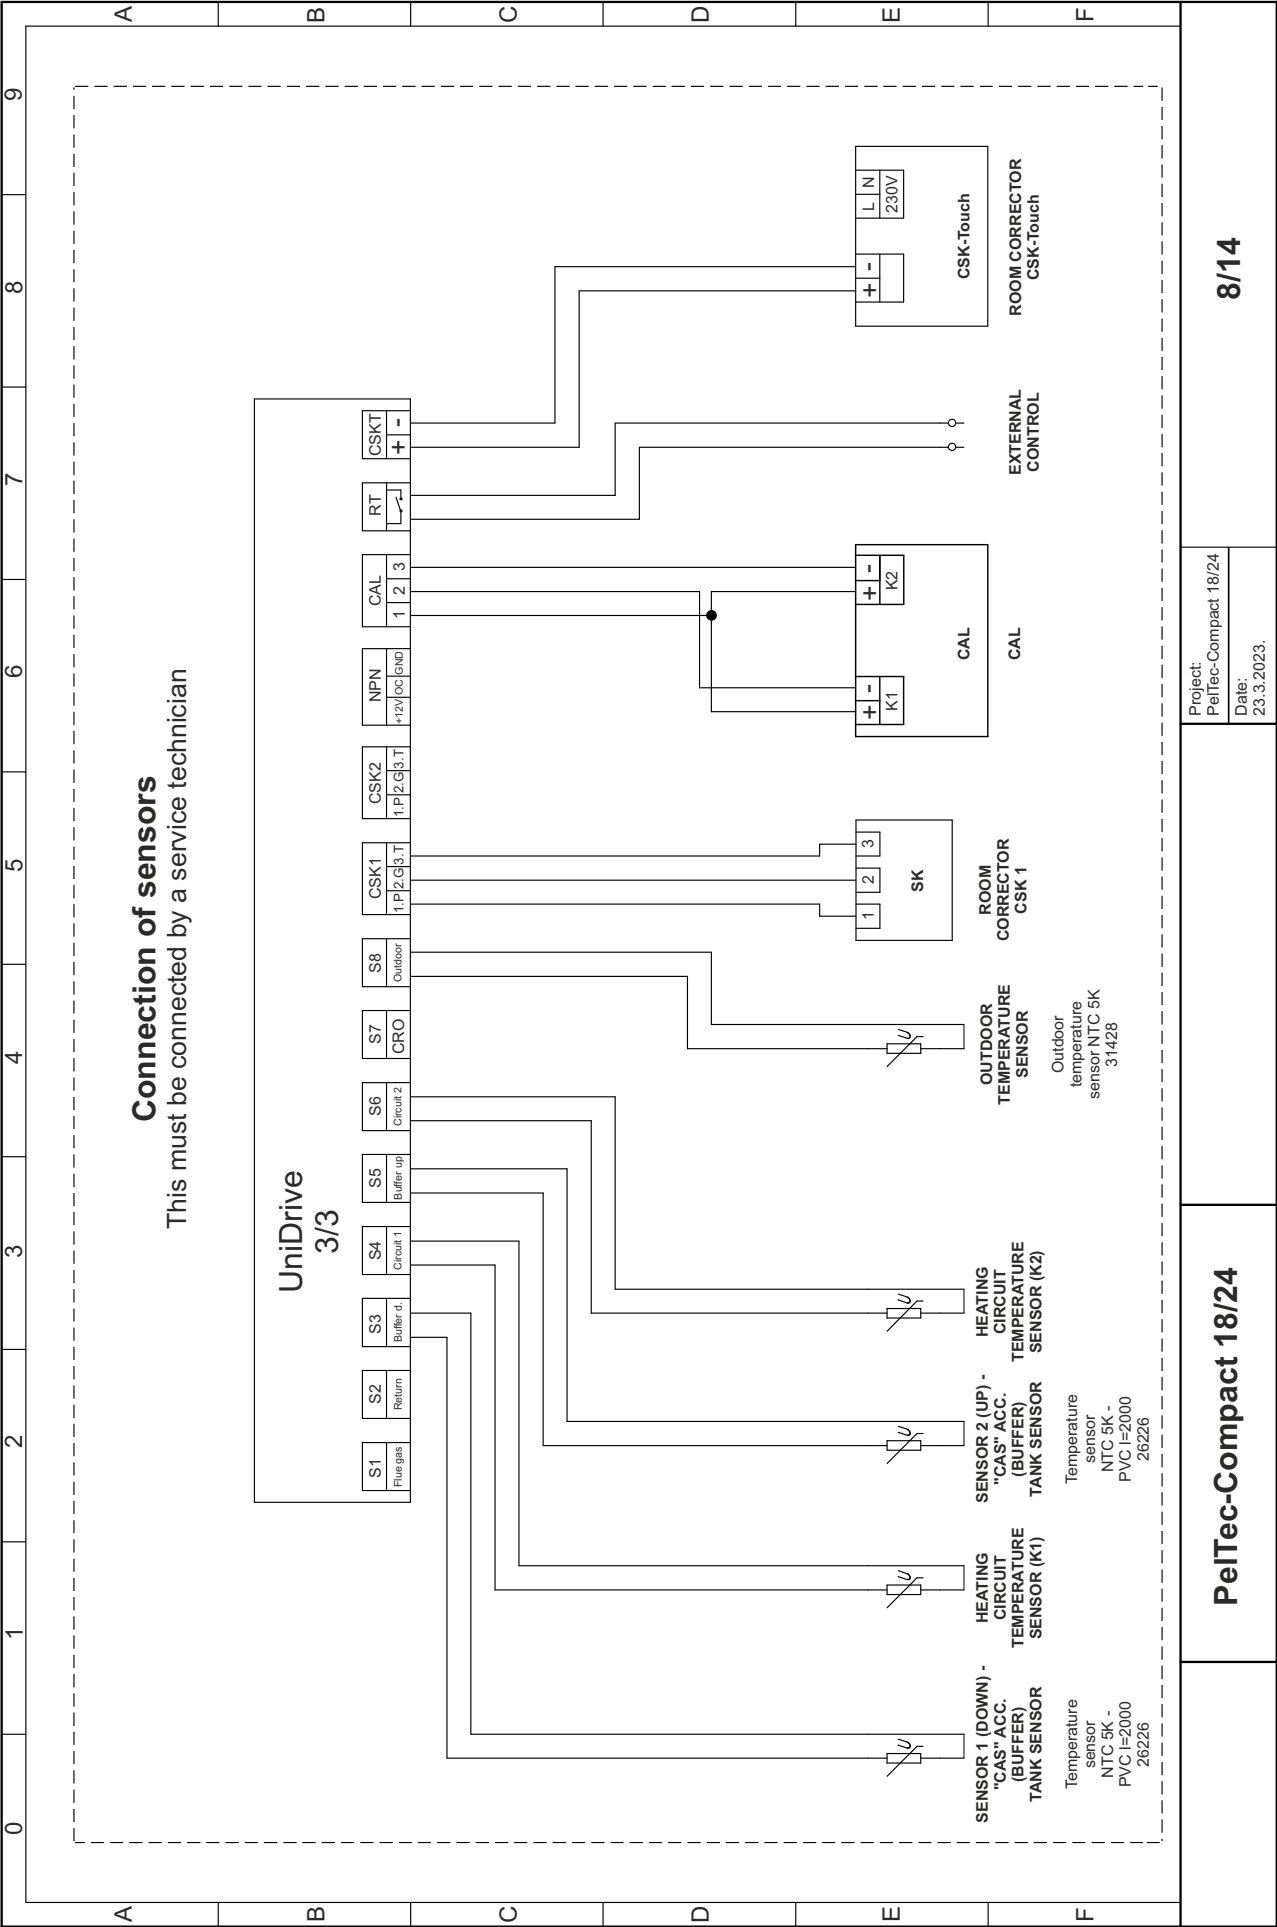 0 1 2 3 4 5 6 7 8 9
A
A
B
B
C
C
D
D
E
E
F
F
Connection of sensors
This must be connected by a service technician
UniDrive
3/3
S1
Flue gas
S2
Return
S3
Buffer d.
S4
Circuit 1
S5
Buffer up
S6
Circuit 2
S7
CRO
S8
Outdoor
CSK1
1.P 2.G 3.T
CSK2
1.P 2.G 3.T
NPN
+12V OC GND
CAL
1 2 3
RT
CSKT
+ -
U
U
U
U
U
1 2 3
SK
+ -
K1
+ -
K2
CAL
+ -
L N
230V
CSK-Touch
SENSOR 1 (DOWN) -
"CAS" ACC.
(BUFFER)
TANK SENSOR
Temperature
sensor
NTC 5K -
PVC l=2000
26226
HEATING
CIRCUIT
TEMPERATURE
SENSOR (K1)
SENSOR 2 (UP) -
"CAS" ACC.
(BUFFER)
TANK SENSOR
Temperature
sensor
NTC 5K -
PVC l=2000
26226
HEATING
CIRCUIT
TEMPERATURE
SENSOR (K2)
OUTDOOR
TEMPERATURE
SENSOR
Outdoor
temperature
sensor NTC 5K
31428
ROOM
CORRECTOR
CSK 1
CAL
EXTERNAL
CONTROL
ROOM CORRECTOR
CSK-Touch
PelTec-Compact 18/24
Project:
PelTec-Compact 18/24
Date:
23.3.2023.
8/14